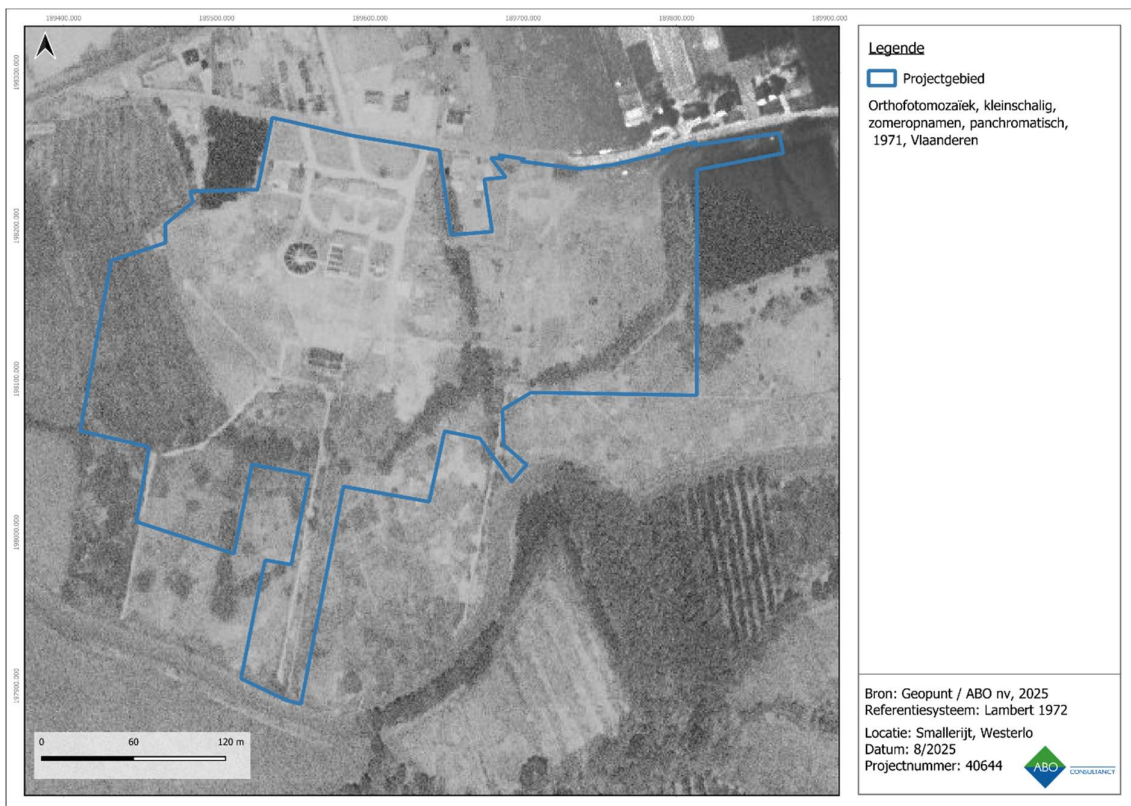 189400.000 189500.000 189600.000 189700.000 189800.000 189900.000
198300.000
198200.000
198100.000
198000.000
197900.000
0 60 120 m
Legende
Projectgebied
Orthofotomozaïek, kleinschalig,
zomeropnamen, panchromatisch,
1971, Vlaanderen
Bron: Geopunt / ABO nv, 2025
Referentiesysteem: Lambert 1972
Locatie: Smallerijt, Westerlo
Datum: 8/2025
Projectnummer: 40644
ABO CONSULTANCY